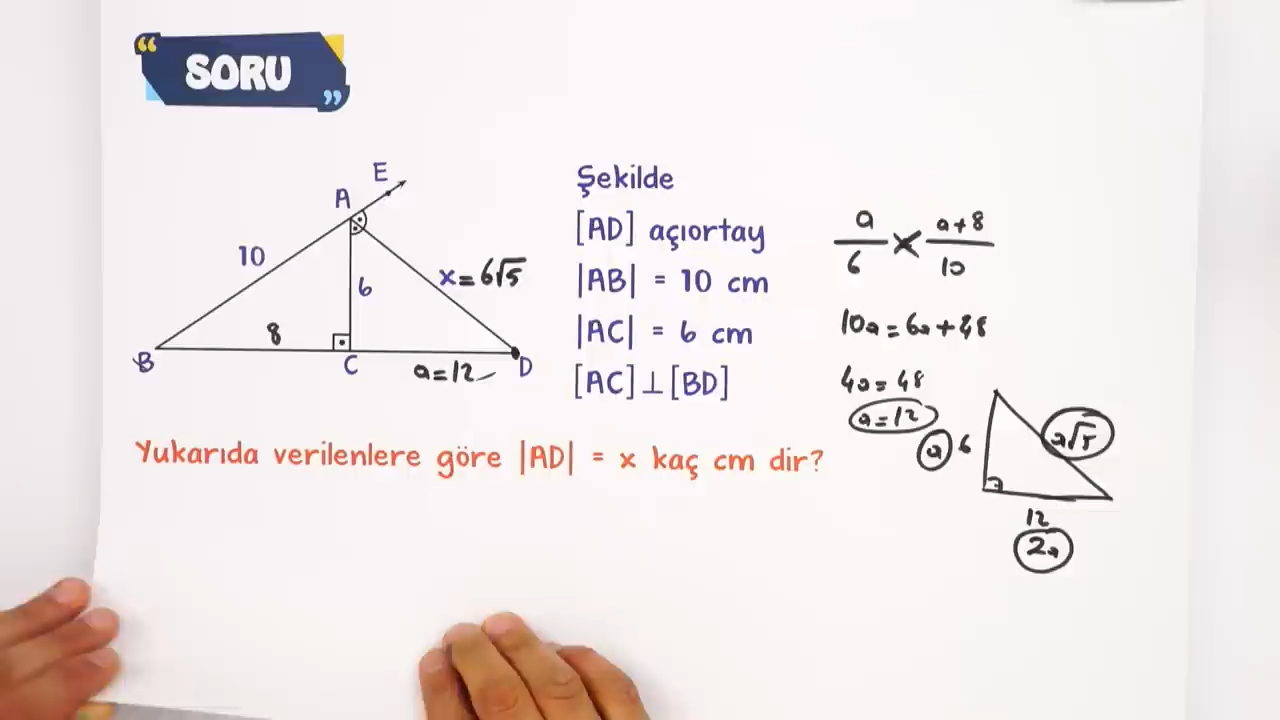 “ SORU ”
E
A
10
6
x = 6√5
8
B
C
a = 12
D
Şekilde
[AD] açıortay
|AB| = 10 cm
|AC| = 6 cm
[AC] ⊥ [BD]
a/6 × a+8/10
10a = 6a + 48
4a = 48
a = 12
a 6 a√5
12
2a
Yukarıda verilenlere göre |AD| = x kaç cm dir?